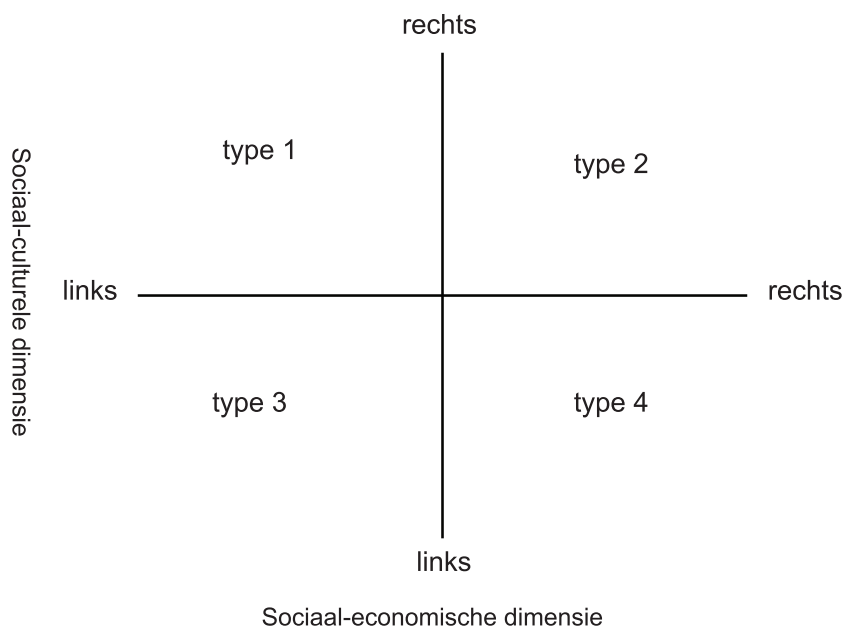 rechts
type 1
type 2
Sociaal-culturele dimensie
links
rechts
type 3
type 4
links
Sociaal-economische dimensie